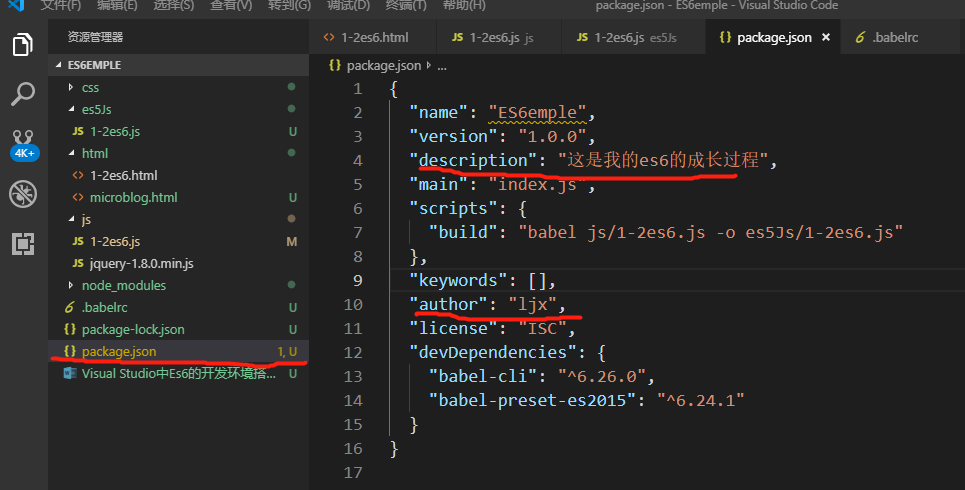 文件(F) 编辑(E) 选择(S) 查看(V) 转到(G) 调试(D) 终端(T) 帮助(H) package.json - ES6emple - Visual Studio Code
资源管理器
ES6EMPLE
css
es5Js
1-2es6.js U
html
1-2es6.html
microblog.html U
js
1-2es6.js M
jquery-1.8.0.min.js
node_modules
.babelrc U
package-lock.json U
package.json 1, U
Visual Studio中Es6的开发环境搭... U
4K+
1-2es6.html JS 1-2es6.js js JS 1-2es6.js es5Js {} package.json × .babelrc
{} package.json ...
1 {
2 "name": "ES6emple",
3 "version": "1.0.0",
4 "description": "这是我的es6的成长过程",
5 "main": "index.js",
6 "scripts": {
7 "build": "babel js/1-2es6.js -o es5Js/1-2es6.js"
8 },
9 "keywords": [],
10 "author": "ljx",
11 "license": "ISC",
12 "devDependencies": {
13 "babel-cli": "^6.26.0",
14 "babel-preset-es2015": "^6.24.1"
15 }
16 }
17